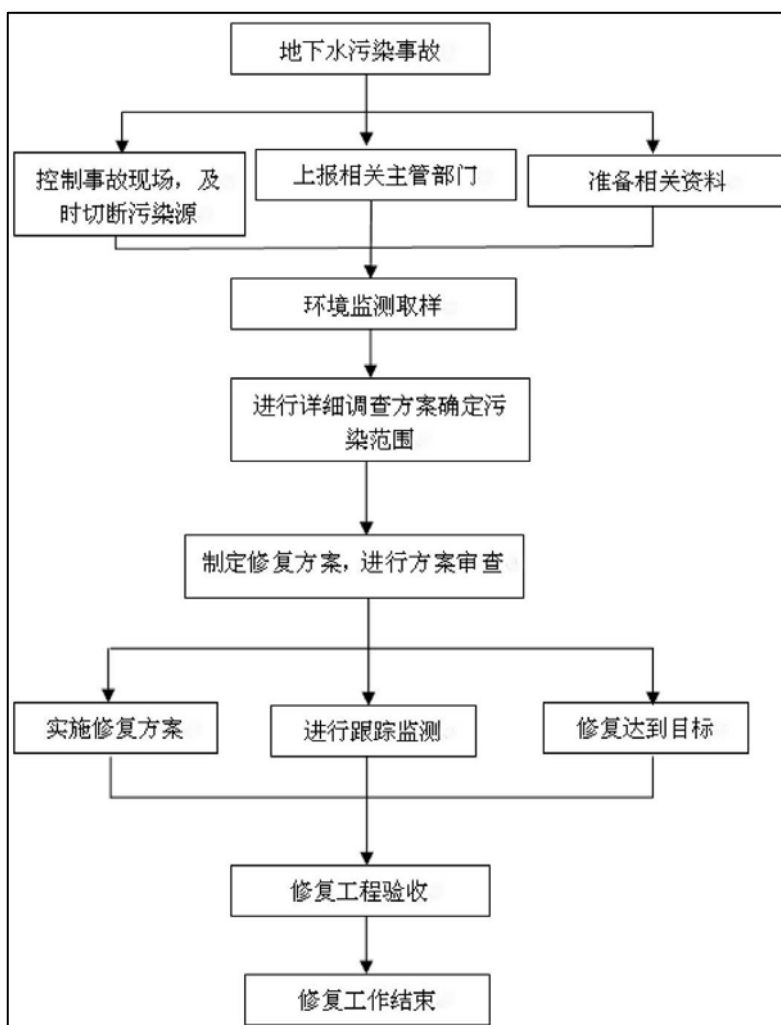 地下水污染事故
控制事故现场，及
时切断污染源
上报相关主管部门
准备相关资料
环境监测取样
进行详细调查方案确定污
染范围
制定修复方案，进行方案审查
实施修复方案
进行跟踪监测
修复达到目标
修复工程验收
修复工作结束